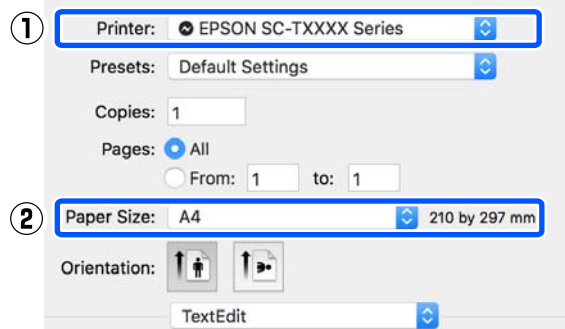 ① Printer: EPSON SC-TXXXX Series
Presets: Default Settings
Copies: 1
Pages: All
From: 1 to: 1
② Paper Size: A4 210 by 297 mm
Orientation:
TextEdit